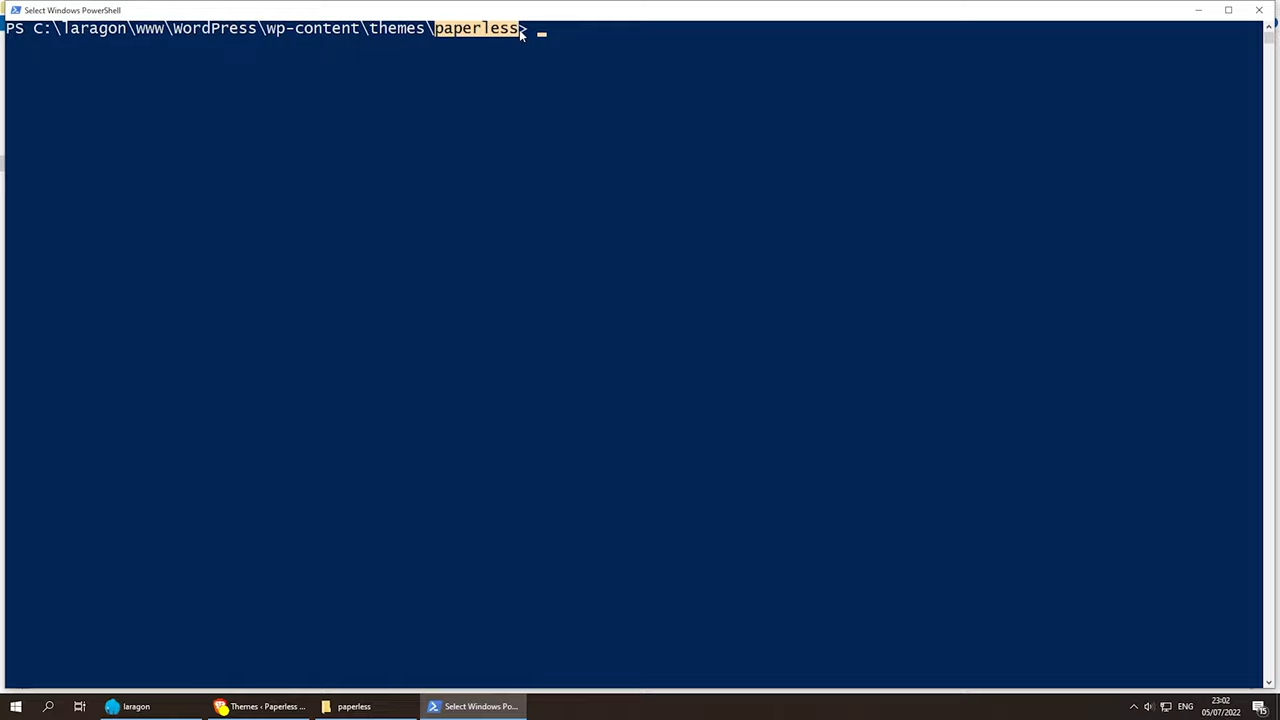 Select Windows PowerShell
PS C:\laragon\www\WordPress\wp-content\themes\paperless>
laragon
Themes ‹ Paperless ...
paperless
Select Windows Po...
ENG
23:02
05/07/2022
15